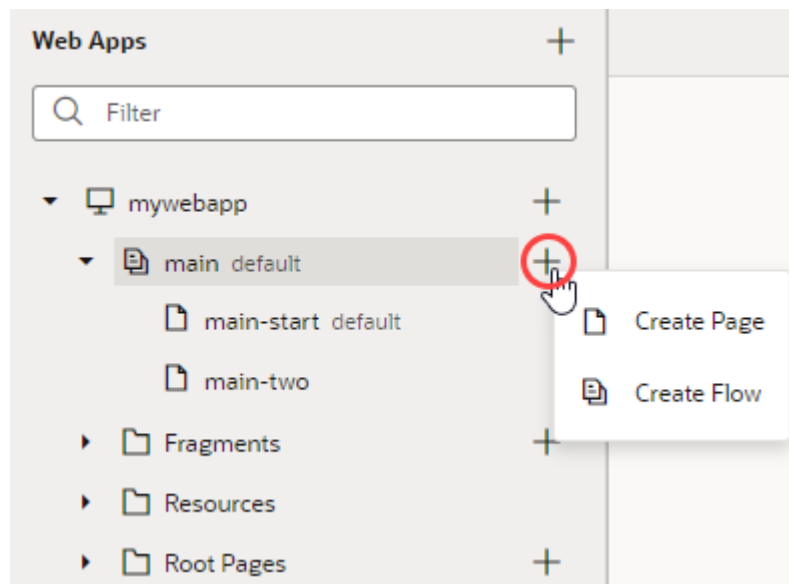 Web Apps
Filter
mywebapp
main default
main-start default
Create Page
main-two
Create Flow
Fragments
Resources
Root Pages